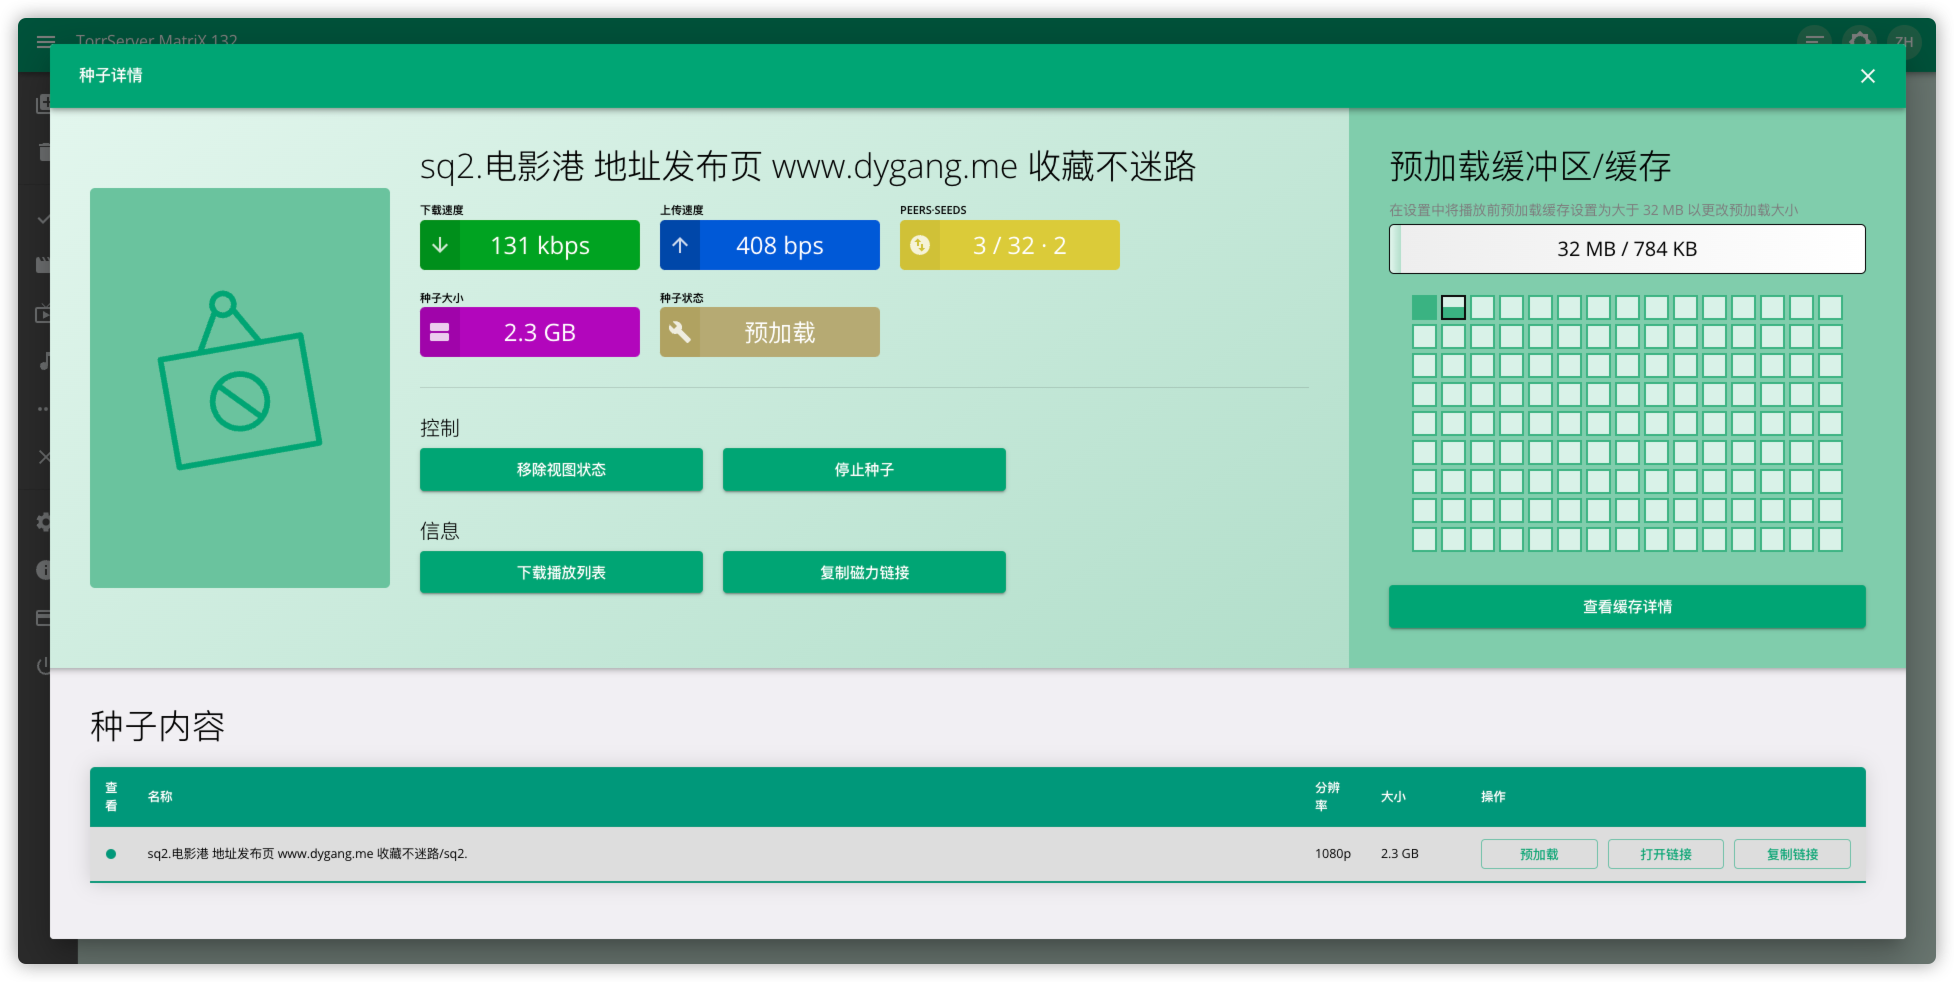 TorrServer MatriX 132
ZH
种子详情
sq2.电影港 地址发布页 www.dygang.me 收藏不迷路
下载速度
131 kbps
上传速度
408 bps
PEERS·SEEDS
3 / 32 · 2
种子大小
2.3 GB
种子状态
预加载
控制
移除视图状态
停止种子
信息
下载播放列表
复制磁力链接
预加载缓冲区/缓存
在设置中将播放前预加载缓存设置为大于 32 MB 以更改预加载大小
32 MB / 784 KB
查看缓存详情
种子内容
查看
名称
分辨率
大小
操作
sq2.电影港 地址发布页 www.dygang.me 收藏不迷路/sq2.
1080p
2.3 GB
预加载
打开链接
复制链接